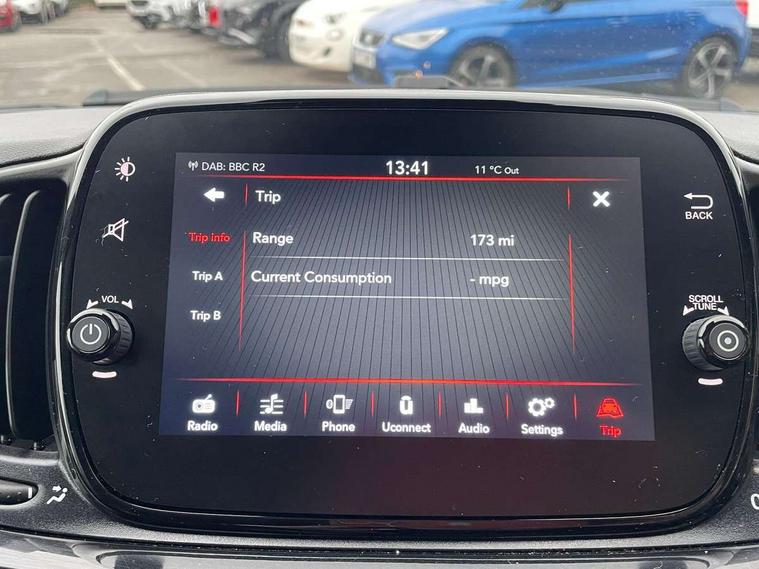 DAB: BBC R2 13:41 11 °C Out
Trip
BACK
Trip info Range 173 mi
Trip A Current Consumption - mpg
Trip B
VOL
SCROLL
TUNE
Radio Media Phone Uconnect Audio Settings Trip